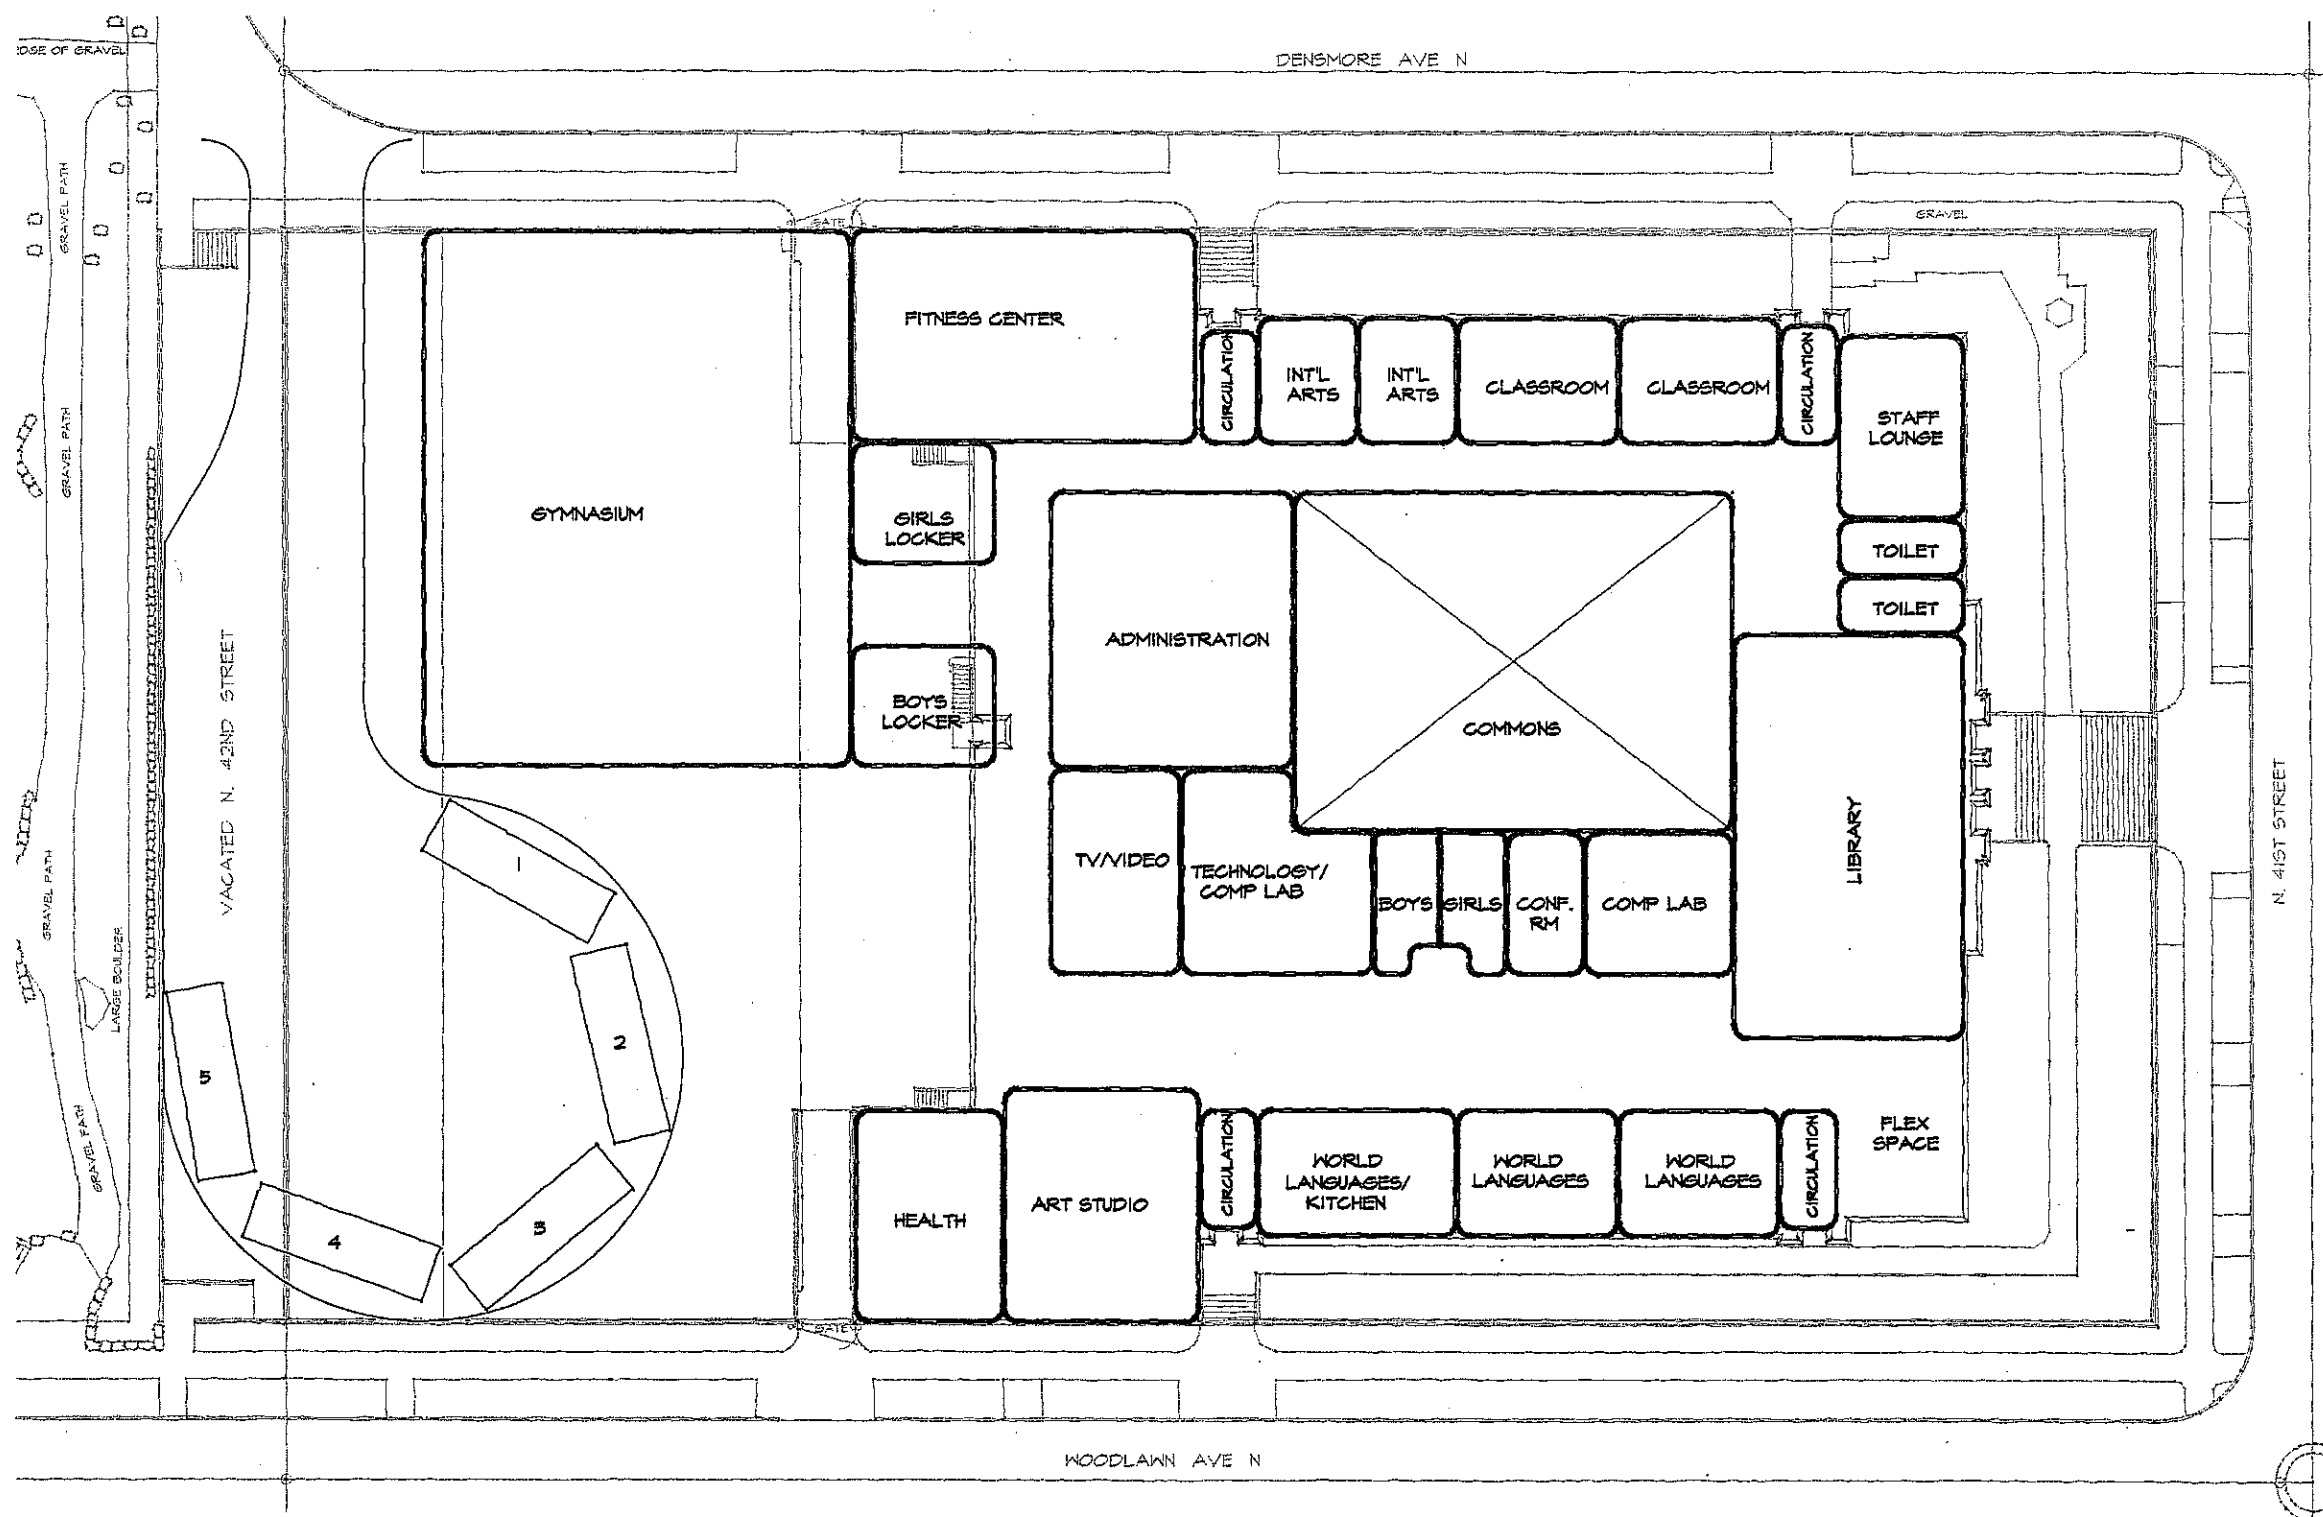 DENSMORE AVE N
EDGE OF GRAVEL
GRAVEL PATH
GATE
GRAVEL
FITNESS CENTER
CIRCULATION
INT'L
ARTS
INT'L
ARTS
CLASSROOM
CLASSROOM
CIRCULATION
STAFF
LOUNGE
GRAVEL PATH
GYMNASIUM
GIRLS
LOCKER
TOILET
TOILET
ADMINISTRATION
BOYS
LOCKER
COMMONS
VACATED N. 42ND STREET
LIBRARY
N. 41ST STREET
TV/VIDEO
TECHNOLOGY/
COMP LAB
BOYS
GIRLS
CONF.
RM
COMP LAB
GRAVEL PATH
LARGE BOULDER
1
2
3
4
5
GRAVEL PATH
HEALTH
ART STUDIO
CIRCULATION
WORLD
LANGUAGES/
KITCHEN
WORLD
LANGUAGES
WORLD
LANGUAGES
CIRCULATION
FLEX
SPACE
GATE
WOODLAWN AVE N